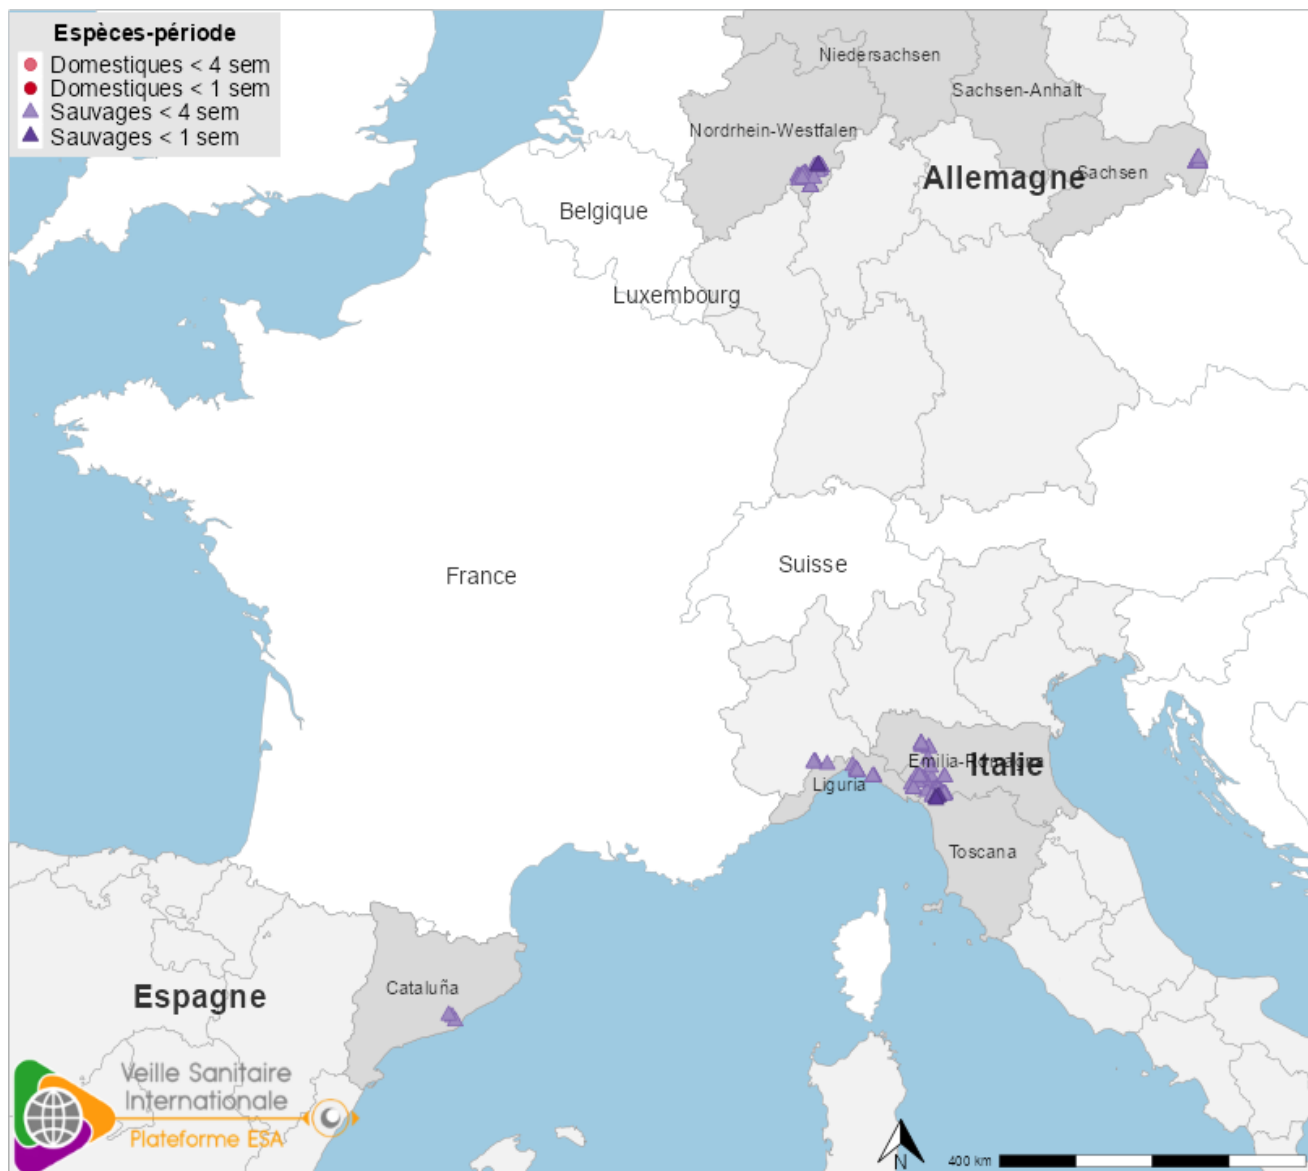 Espèces-période
Domestiques < 4 sem
Domestiques < 1 sem
Sauvages < 4 sem
Sauvages < 1 sem
Niedersachsen
Sachsen-Anhalt
Nordrhein-Westfalen
Allemagne
Sachsen
Belgique
Luxembourg
France
Suisse
Emilia-Romagna
Italie
Liguria
Toscana
Cataluña
Espagne
Veille Sanitaire
Internationale
Plateforme ESA
N
400 km